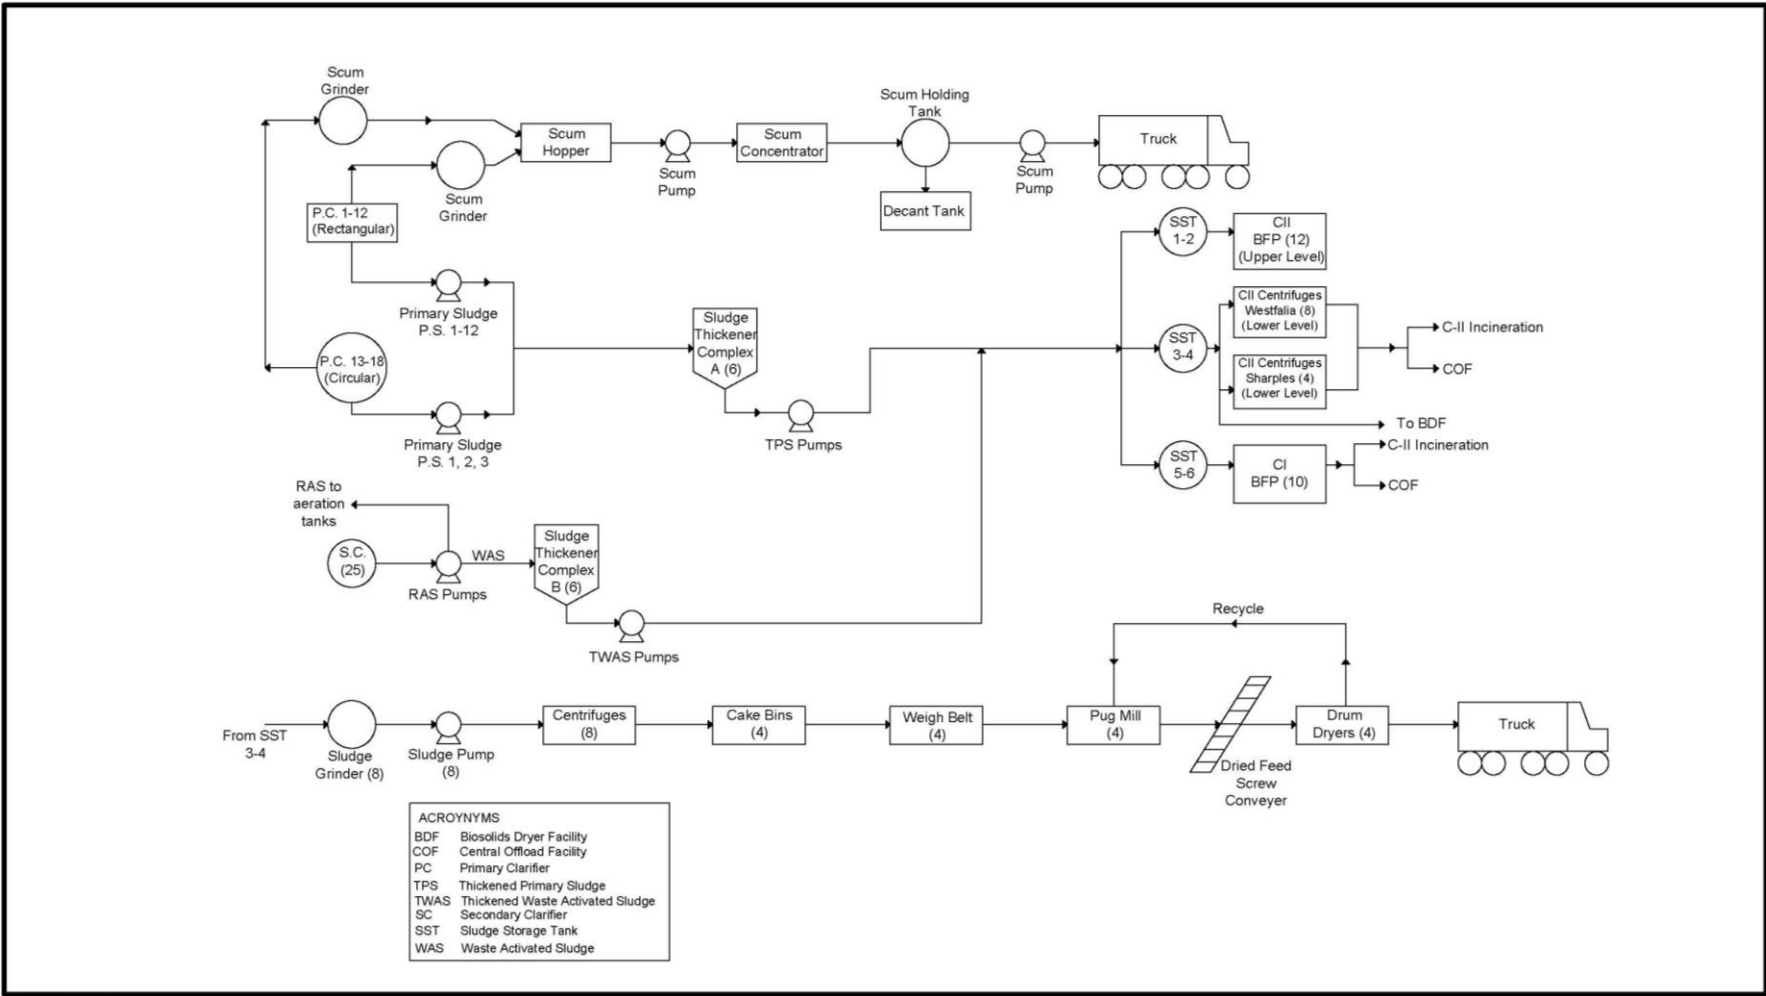 Scum
Grinder
Scum
Hopper
Scum
Pump
Scum
Concentrator
Scum Holding
Tank
Decant Tank
Scum
Pump
Truck
Scum
Grinder
P.C. 1-12
(Rectangular)
Primary Sludge
P.S. 1-12
P.C. 13-18
(Circular)
Primary Sludge
P.S. 1, 2, 3
Sludge
Thickener
Complex
A (6)
TPS Pumps
SST
1-2
CII
BFP (12)
(Upper Level)
SST
3-4
CII Centrifuges
Westfalia (8)
(Lower Level)
CII Centrifuges
Sharples (4)
(Lower Level)
C-II Incineration
COF
To BDF
SST
5-6
CI
BFP (10)
C-II Incineration
COF
RAS to
aeration
tanks
S.C.
(25)
RAS Pumps
WAS
Sludge
Thickener
Complex
B (6)
TWAS Pumps
Recycle
From SST
3-4
Sludge
Grinder (8)
Sludge Pump
(8)
Centrifuges
(8)
Cake Bins
(4)
Weigh Belt
(4)
Pug Mill
(4)
Dried Feed
Screw
Conveyer
Drum
Dryers (4)
Truck
ACROYNYMS
BDF Biosolids Dryer Facility
COF Central Offload Facility
PC Primary Clarifier
TPS Thickened Primary Sludge
TWAS Thickened Waste Activated Sludge
SC Secondary Clarifier
SST Sludge Storage Tank
WAS Waste Activated Sludge